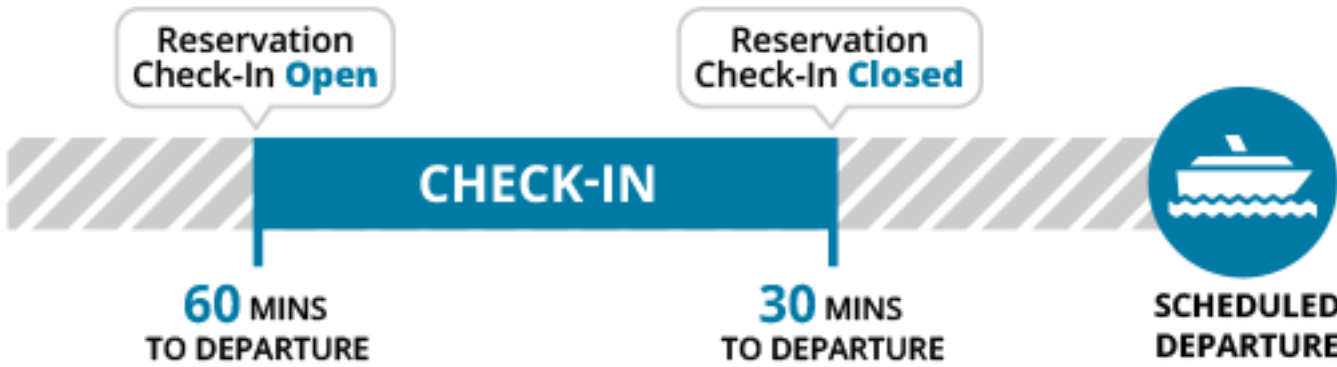 Reservation
Check-In Open
Reservation
Check-In Closed
CHECK-IN
60 MINS
TO DEPARTURE
30 MINS
TO DEPARTURE
SCHEDULED
DEPARTURE